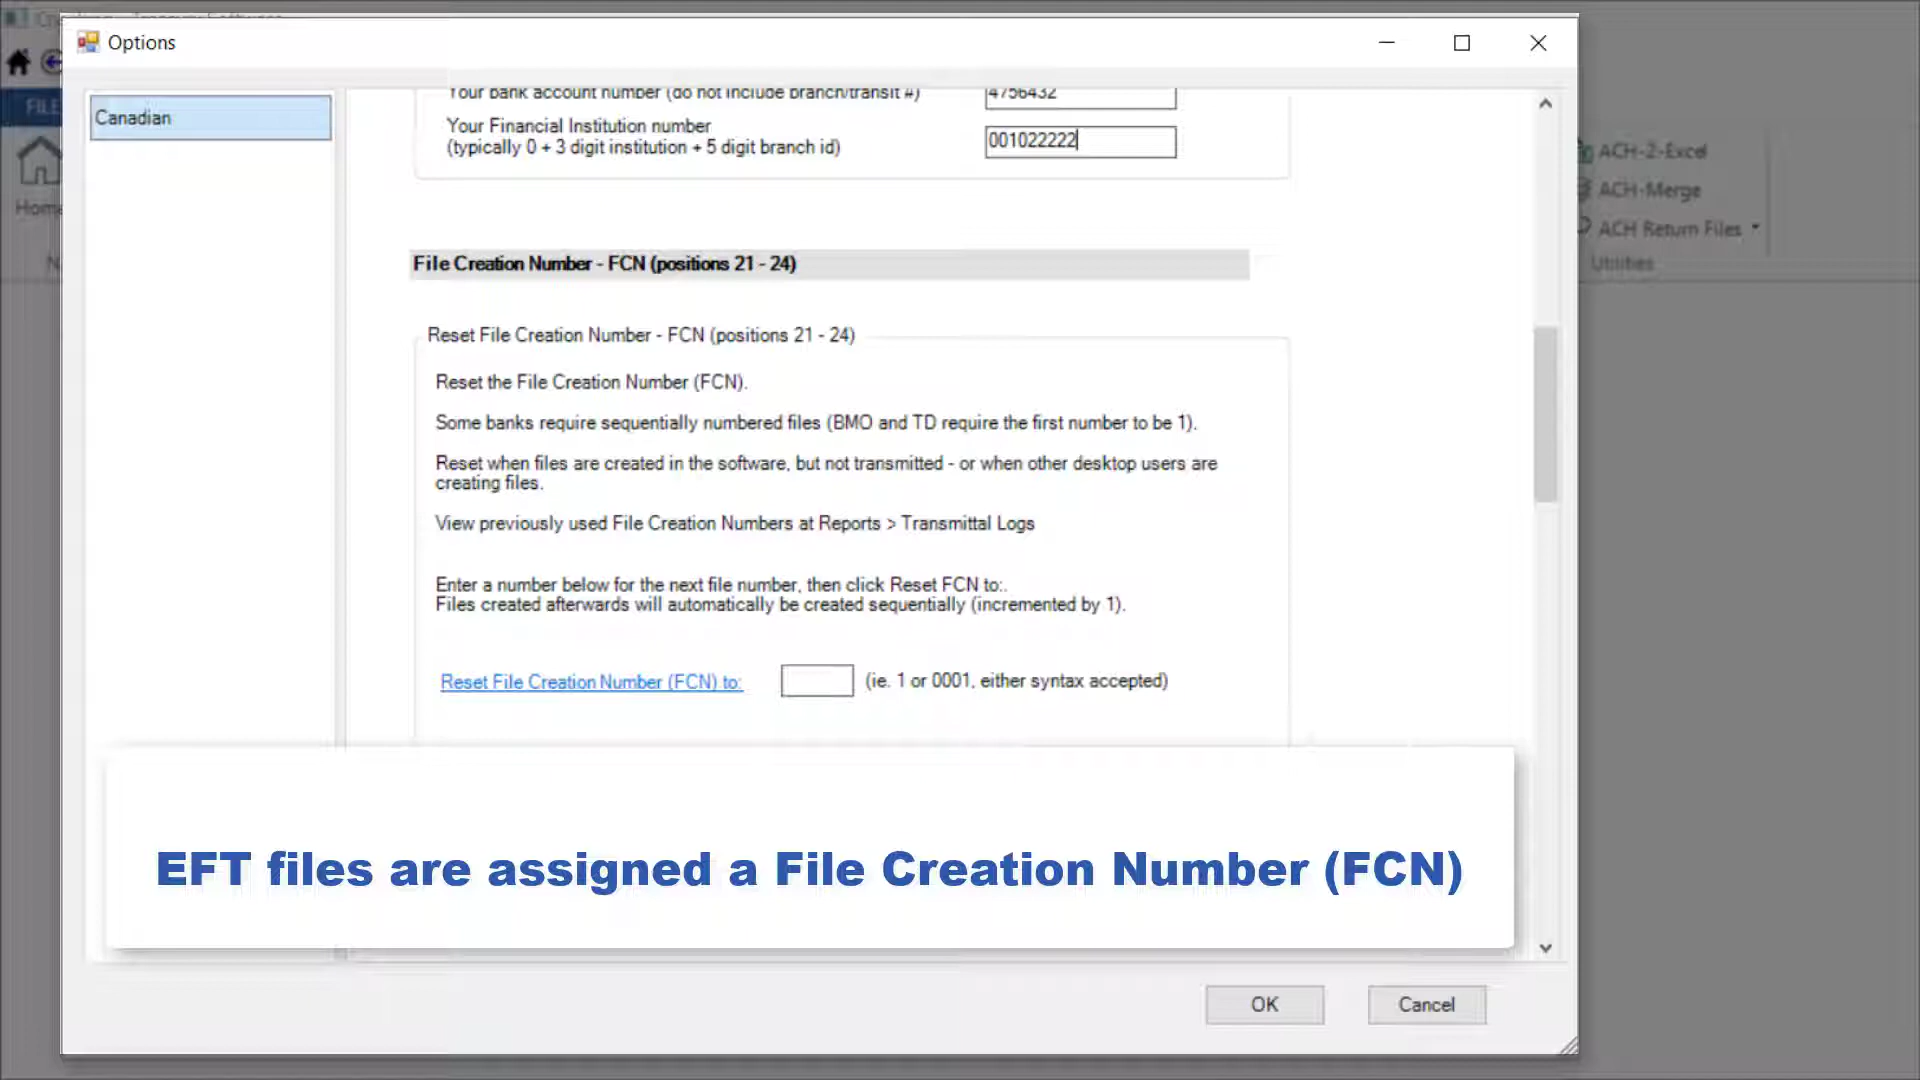 Options
FILE
Canadian
Your bank account number (do not include branch/transit #)
4756432
Your Financial Institution number
(typically 0 + 3 digit institution + 5 digit branch id)
001022222
Home
ACH-2-Excel
ACH-Merge
ACH Return Files
Utilities
File Creation Number - FCN (positions 21 - 24)
Reset File Creation Number - FCN (positions 21 - 24)
Reset the File Creation Number (FCN).
Some banks require sequentially numbered files (BMO and TD require the first number to be 1).
Reset when files are created in the software, but not transmitted - or when other desktop users are
creating files.
View previously used File Creation Numbers at Reports > Transmittal Logs
Enter a number below for the next file number, then click Reset FCN to:.
Files created afterwards will automatically be created sequentially (incremented by 1).
Reset File Creation Number (FCN) to:
(ie. 1 or 0001, either syntax accepted)
EFT files are assigned a File Creation Number (FCN)
OK
Cancel